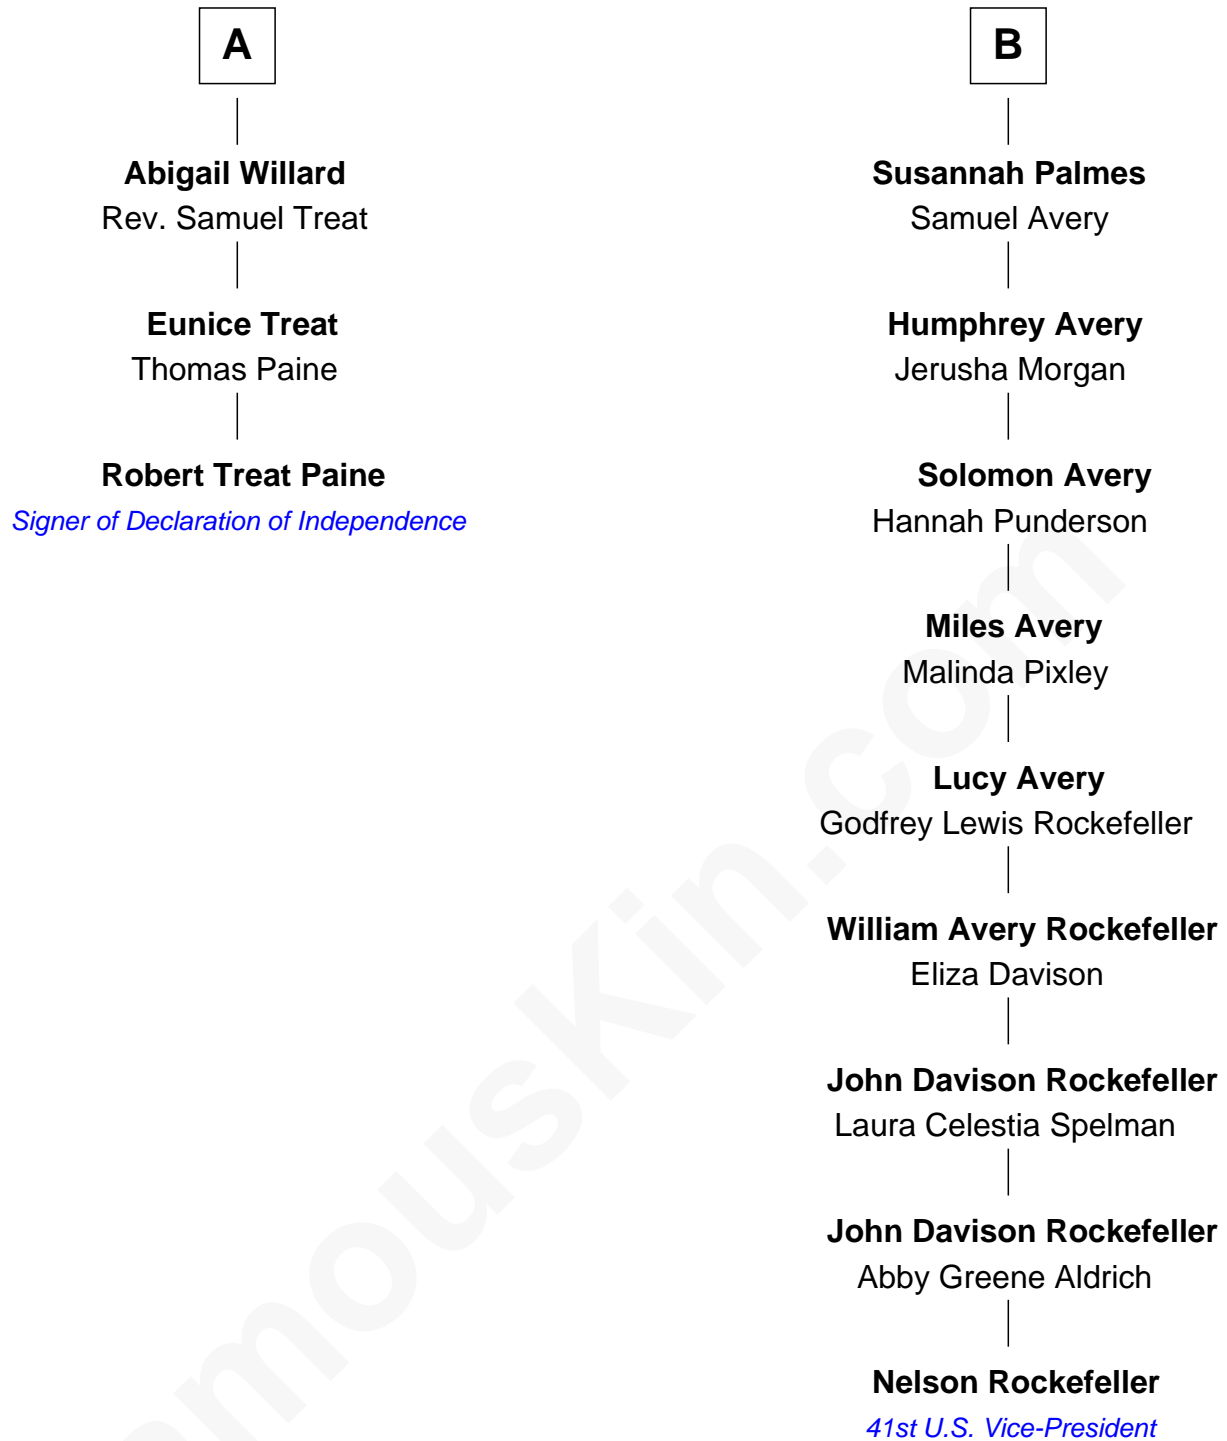 A
Abigail Willard
Rev. Samuel Treat
Eunice Treat
Thomas Paine
Robert Treat Paine
Signer of Declaration of Independence
B
Susannah Palmes
Samuel Avery
Humphrey Avery
Jerusha Morgan
Solomon Avery
Hannah Punderson
Miles Avery
Malinda Pixley
Lucy Avery
Godfrey Lewis Rockefeller
William Avery Rockefeller
Eliza Davison
John Davison Rockefeller
Laura Celestia Spelman
John Davison Rockefeller
Abby Greene Aldrich
Nelson Rockefeller
41st U.S. Vice-President
amouskin.com